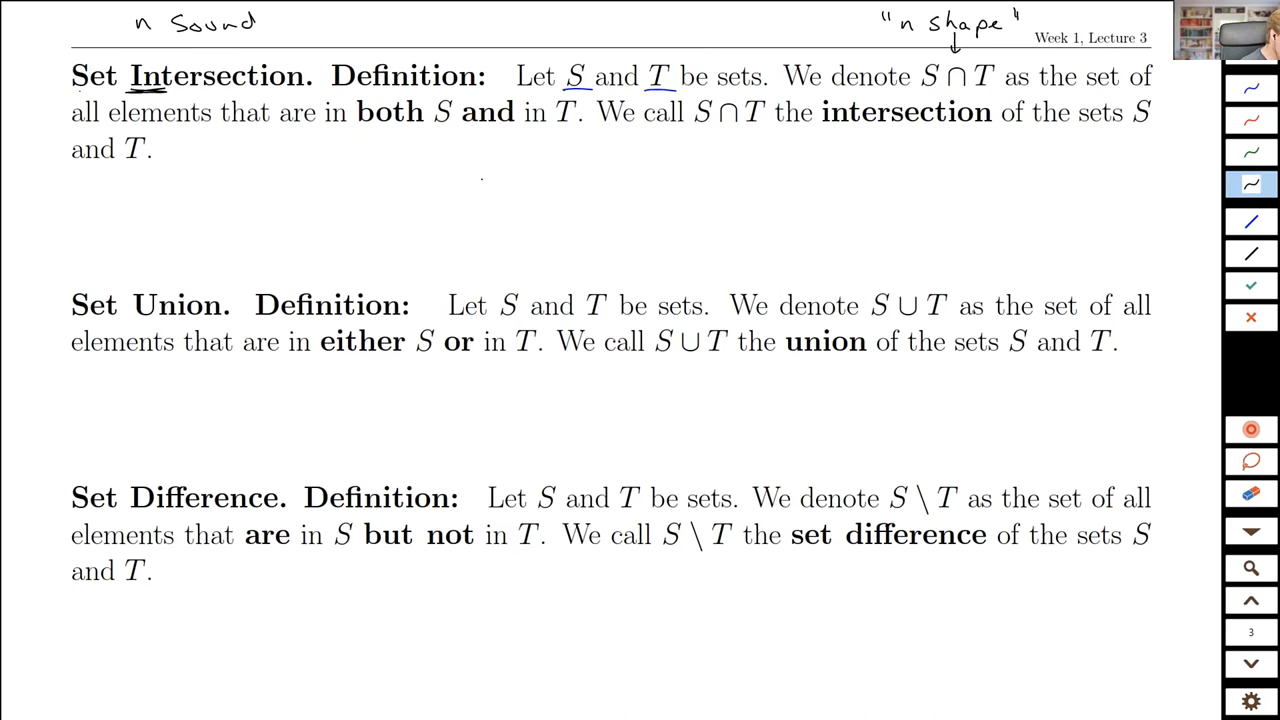 n Sound
"n shape"
Week 1, Lecture 3
Set Intersection. Definition: Let S and T be sets. We denote S ∩ T as the set of
all elements that are in both S and in T. We call S ∩ T the intersection of the sets S
and T.
Set Union. Definition: Let S and T be sets. We denote S ∪ T as the set of all
elements that are in either S or in T. We call S ∪ T the union of the sets S and T.
Set Difference. Definition: Let S and T be sets. We denote S \ T as the set of all
elements that are in S but not in T. We call S \ T the set difference of the sets S
and T.
3